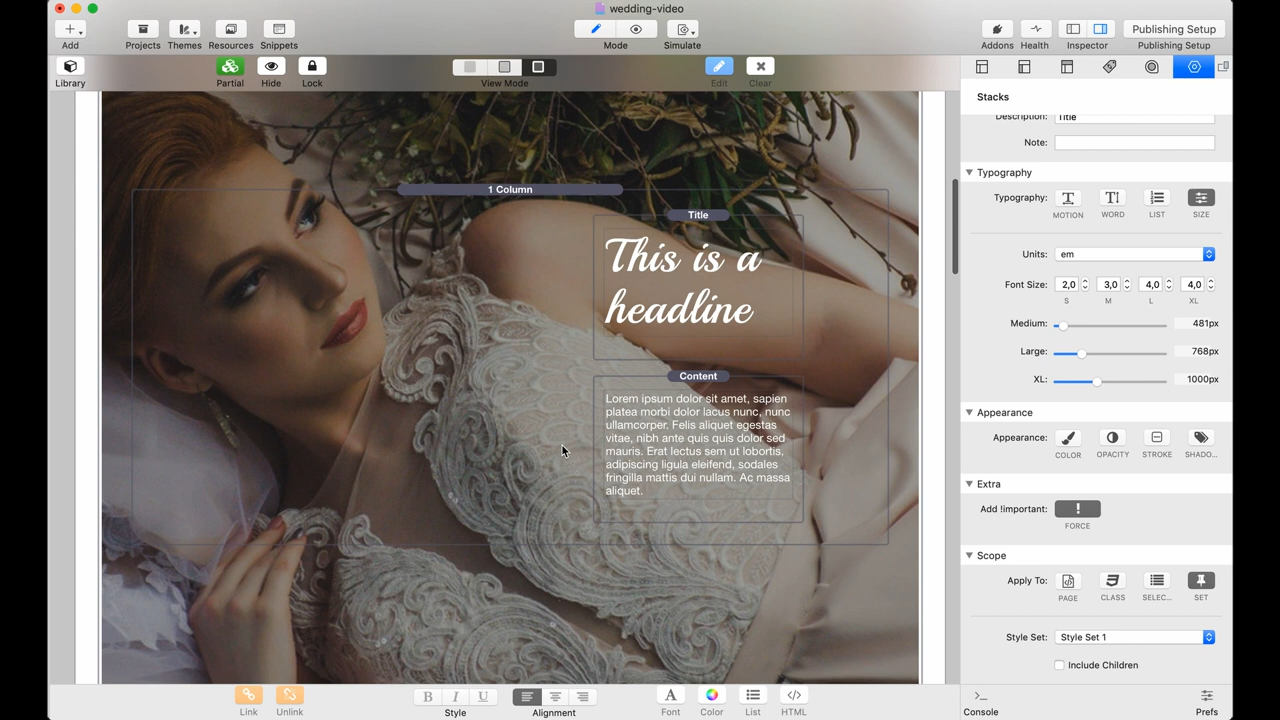 wedding-video
Add
Projects
Themes
Resources
Snippets
Mode
Simulate
Addons
Health
Inspector
Publishing Setup
Publishing Setup
Library
Partial
Hide
Lock
View Mode
Edit
Clear
Stacks
Description: Title
Note:
Typography
Typography:
MOTION
WORD
LIST
SIZE
Units: em
Font Size: 2,0 3,0 4,0 4,0
S M L XL
Medium: 481px
Large: 768px
XL: 1000px
Appearance
Appearance:
COLOR
OPACITY
STROKE
SHADO...
Extra
Add !important: !
FORCE
Scope
Apply To:
PAGE
CLASS
SELEC...
SET
Style Set: Style Set 1
Include Children
1 Column
Title
This is a
headline
Content
Lorem ipsum dolor sit amet, sapien
platea morbi dolor lacus nunc, nunc
ullamcorper. Felis aliquet egestas
vitae, nibh ante quis quis dolor sed
mauris. Erat lectus sem ut lobortis,
adipiscing ligula eleifend, sodales
fringilla mattis dui nullam. Ac massa
aliquet.
Link
Unlink
B I U
Style
Alignment
A
Font
Color
List
HTML
Console
Prefs